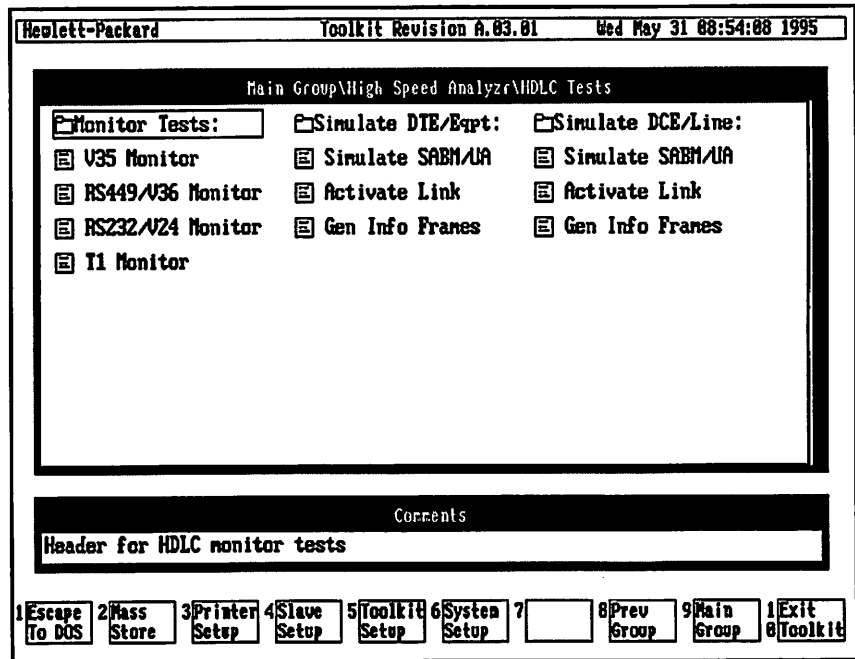 Hewlett-Packard Toolkit Revision A.03.01 Wed May 31 08:54:08 1995
Main Group\High Speed Analyzr\HDLC Tests
Monitor Tests: Simulate DTE/Eqpt: Simulate DCE/Line:
V35 Monitor Simulate SABM/UA Simulate SABM/UA
RS449/V36 Monitor Activate Link Activate Link
RS232/V24 Monitor Gen Info Frames Gen Info Frames
T1 Monitor
Comments
Header for HDLC monitor tests
1 Escape 2 Mass 3 Printer 4 Slave 5 Toolkit 6 System 7 8 Prev 9 Main 1 Exit
To DOS Store Setup Setup Setup Setup Group Group 0 Toolkit